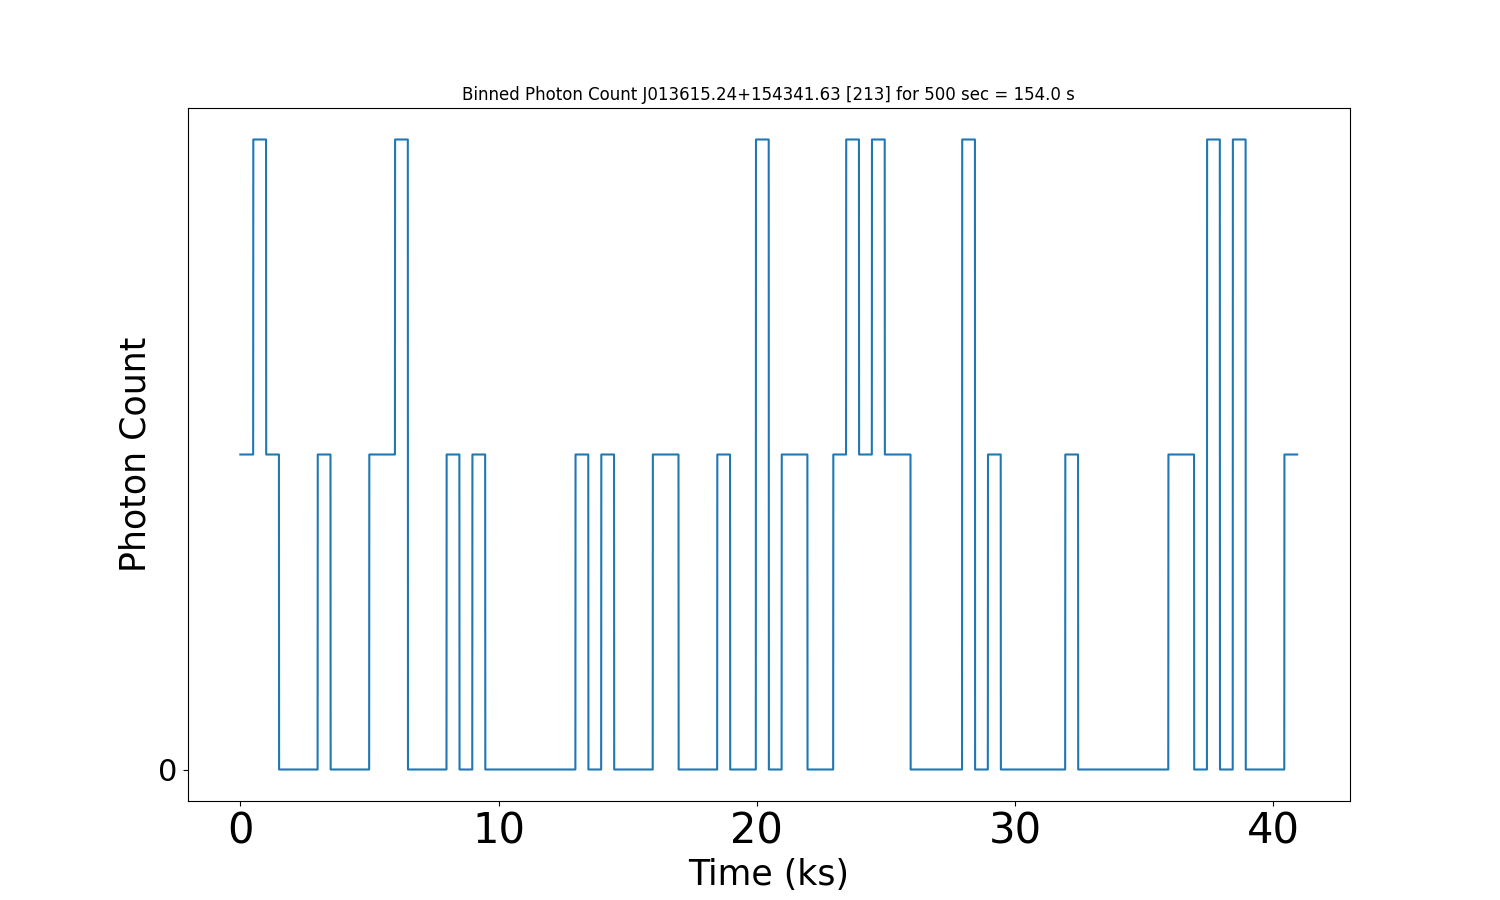 Binned Photon Count J013615.24+154341.63 [213] for 500 sec = 154.0 s
Photon Count
0
0 10 20 30 40
Time (ks)